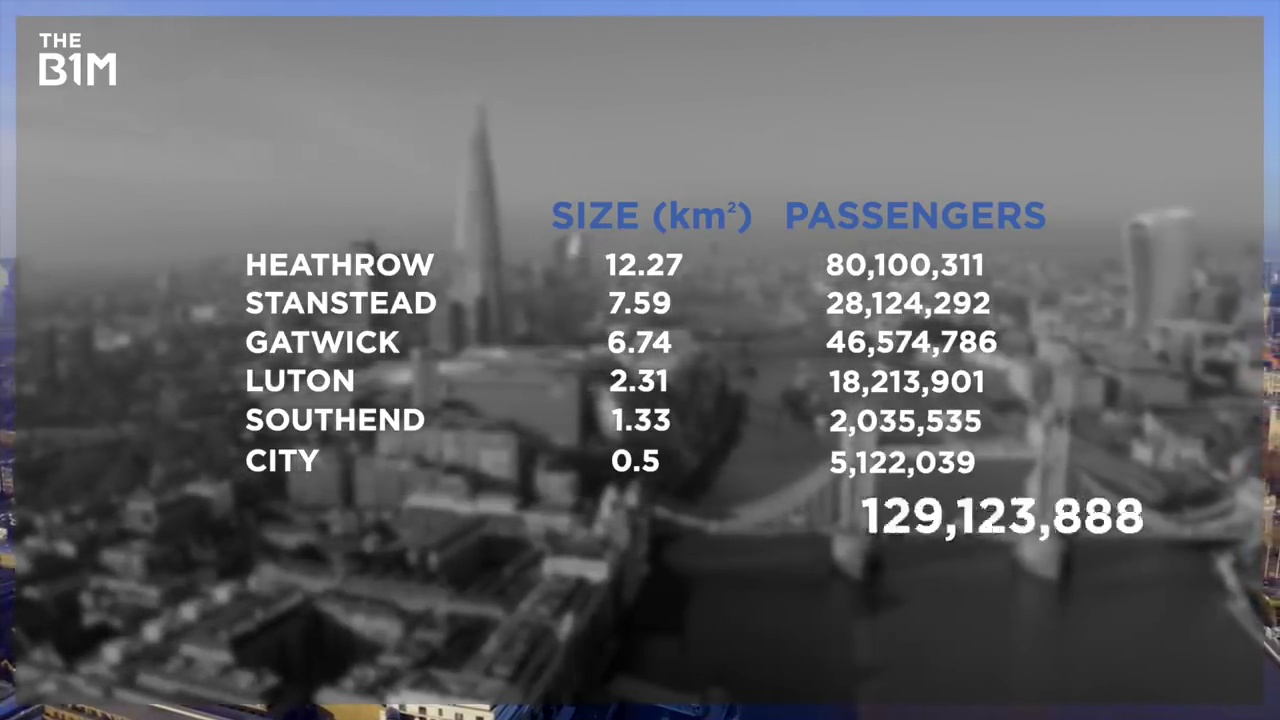 THE
B1M
SIZE (km²) PASSENGERS
HEATHROW 12.27 80,100,311
STANSTEAD 7.59 28,124,292
GATWICK 6.74 46,574,786
LUTON 2.31 18,213,901
SOUTHEND 1.33 2,035,535
CITY 0.5 5,122,039
129,123,888